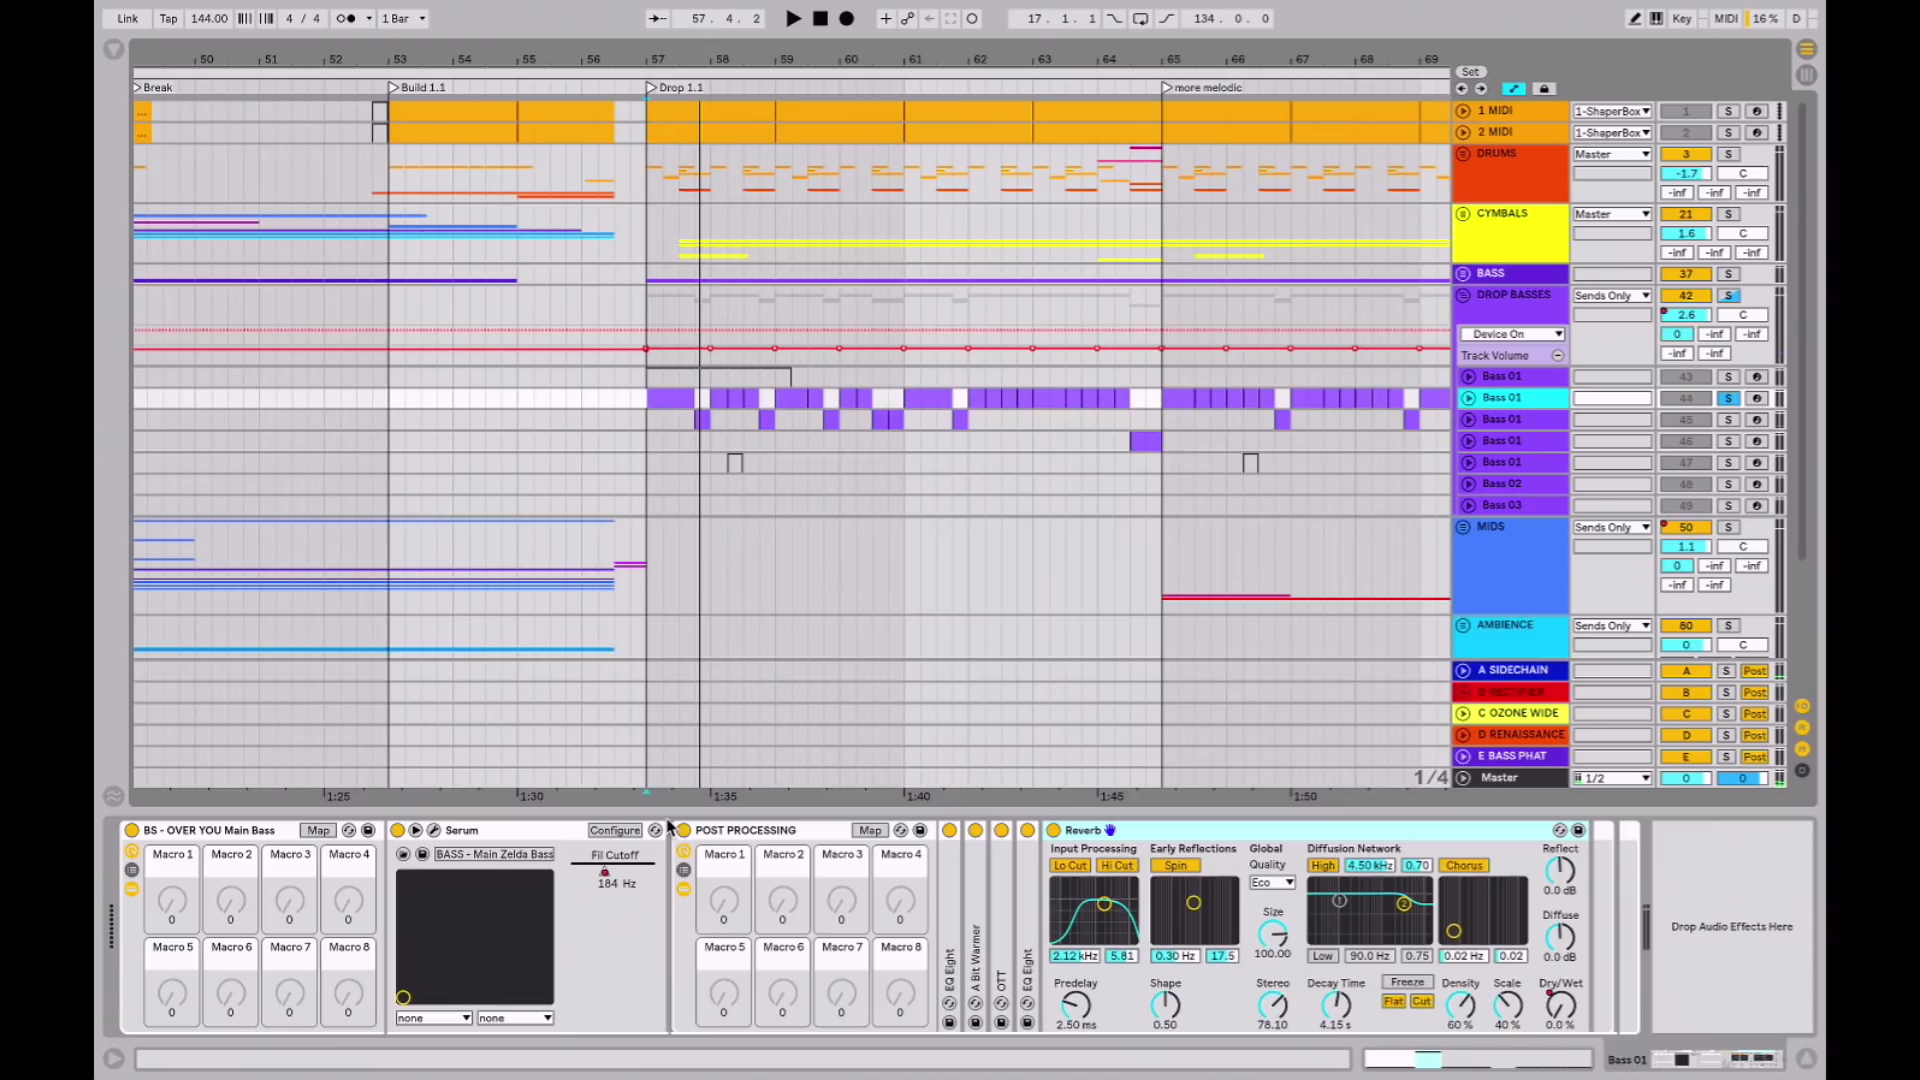 Link Tap 144.00 4 / 4 1 Bar 57 . 4 . 2 17 . 1 . 1 134 . 0 . 0 Key MIDI 16 % D
50 51 52 53 54 55 56 57 58 59 60 61 62 63 64 65 66 67 68 69 Set
Break Build 1.1 Drop 1.1 more melodic
1 MIDI 1-ShaperBox 1 S
2 MIDI 1-ShaperBox 2 S
DRUMS Master 3 S
-1.7 C
-inf -inf -inf
CYMBALS Master 21 S
1.6 C
-inf -inf -inf
BASS 37 S
DROP BASSES Sends Only 42 S
2.6 C
Device On 0 -inf -inf
Track Volume -inf -inf
Bass 01 43 S
Bass 01 44 S
Bass 01 45 S
Bass 01 46 S
Bass 01 47 S
Bass 02 48 S
Bass 03 49 S
MIDS Sends Only 50 S
1.1 C
0 -inf -inf
-inf -inf
AMBIENCE Sends Only 80 S
0 C
A SIDECHAIN A S Post
B S Post
C OZONE WIDE C S Post
D RENAISSANCE D S Post
E BASS PHAT E S Post
1/4 Master 1/2 0 0
1:25 1:30 1:35 1:40 1:45 1:50
BS - OVER YOU Main Bass Map Serum Configure POST PROCESSING Map Reverb
Macro 1 Macro 2 Macro 3 Macro 4 BASS - Main Zelda Bass Fil Cutoff Macro 1 Macro 2 Macro 3 Macro 4 Input Processing Early Reflections Global Diffusion Network Reflect
Lo Cut Hi Cut Spin Quality High 4.50 kHz 0.70 Chorus
184 Hz Eco 0.0 dB
0 0 0 0 0 0 0 0 Size Diffuse
Macro 5 Macro 6 Macro 7 Macro 8 Macro 5 Macro 6 Macro 7 Macro 8 EQ Eight A Bit Warmer OTT EQ Eight 2.12 kHz 5.81 0.30 Hz 17.5 100.00 Low 90.0 Hz 0.75 0.02 Hz 0.02 0.0 dB
Drop Audio Effects Here
Predelay Shape Stereo Decay Time Freeze Density Scale Dry/Wet
Flat Cut
0 0 0 0 none none 0 0 0 0 2.50 ms 0.50 78.10 4.15 s 60 % 40 % 0.0 %
Bass 01